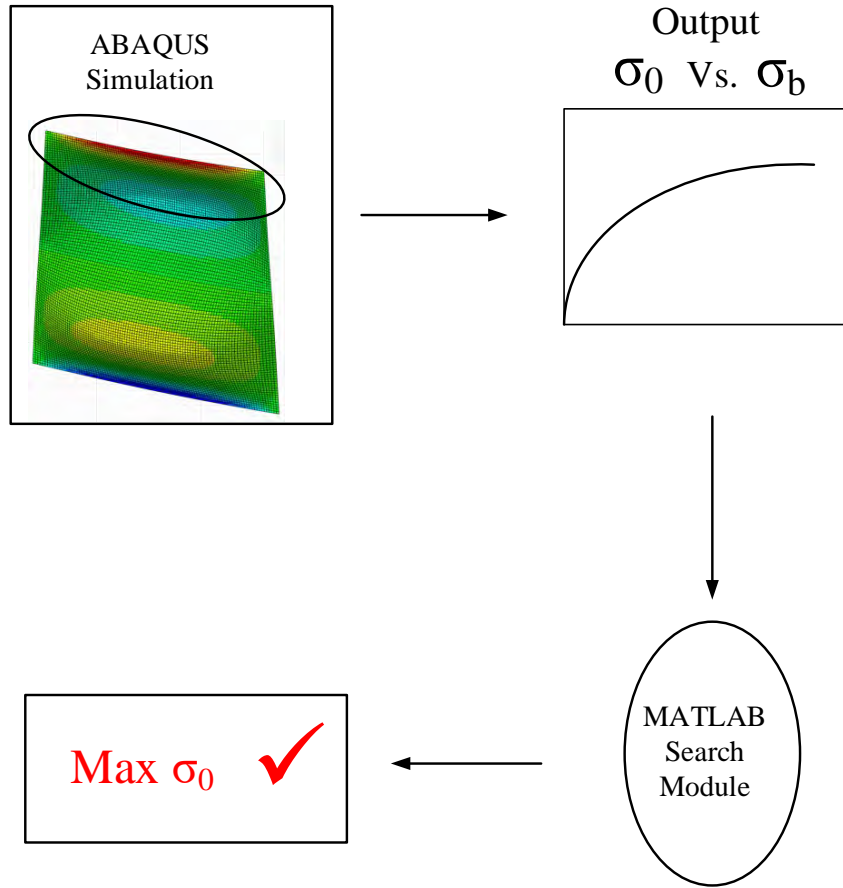 ABAQUS
Simulation
Output
σ₀ Vs. σb
MATLAB
Search
Module
Max σ₀ ✓